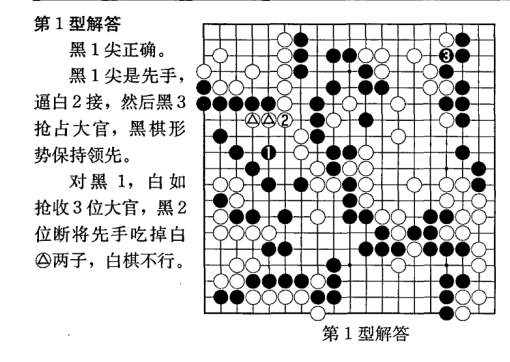 第1型解答
黑1尖正确。
黑1尖是先手，
逼白2接，然后黑3
抢占大官，黑棋形
势保持领先。
对黑1，白如
抢收3位大官，黑2
位断将先手吃掉白
△两子，白棋不行。
3
△△2
1
第1型解答